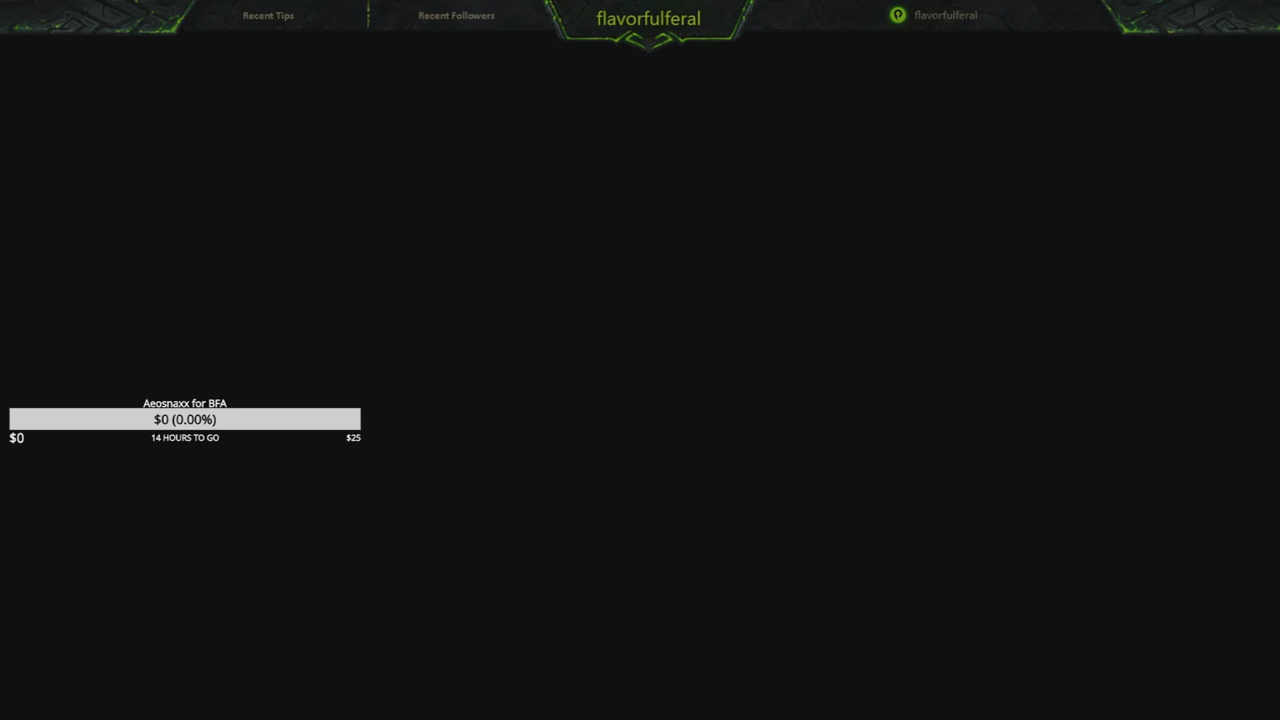 Recent Tips
Recent Followers
flavorfulferal
flavorfulferal
Aeosnaxx for BFA
$0 (0.00%)
$0
14 HOURS TO GO
$25